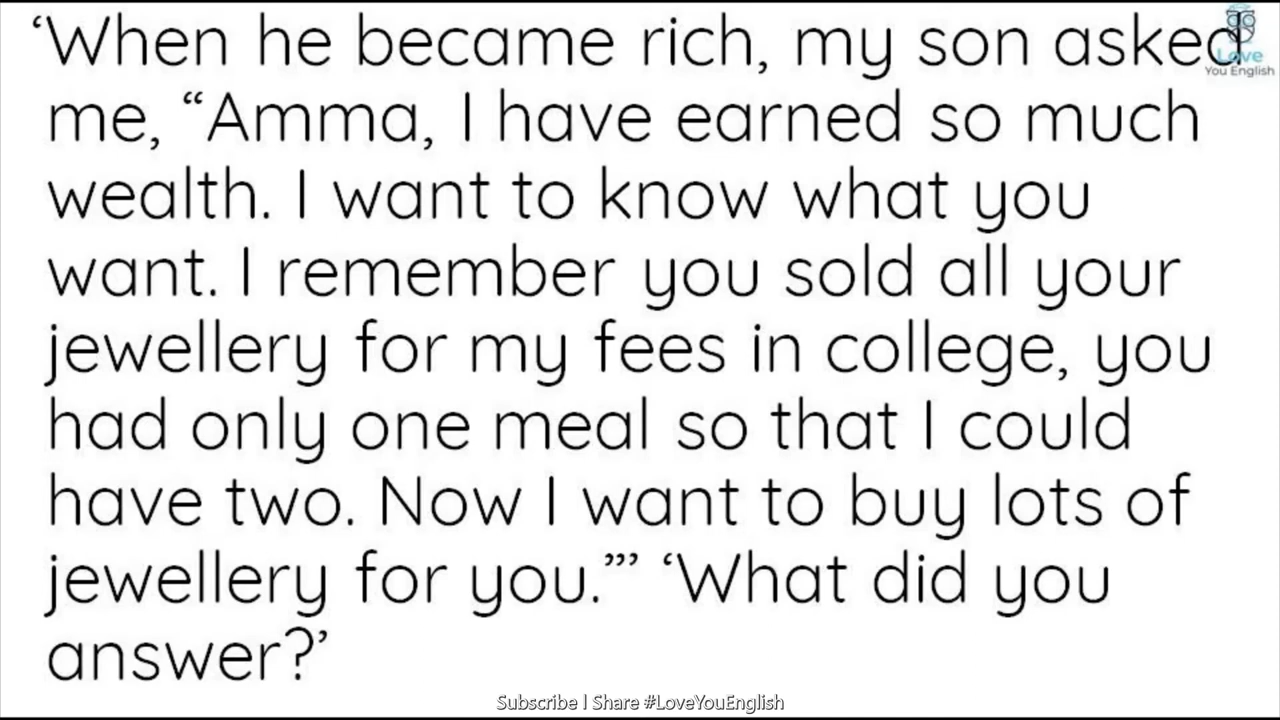 ‘When he became rich, my son asked
me, “Amma, I have earned so much
wealth. I want to know what you
want. I remember you sold all your
jewellery for my fees in college, you
had only one meal so that I could
have two. Now I want to buy lots of
jewellery for you.”’ ‘What did you
answer?’
Love
You English
Subscribe | Share #LoveYouEnglish